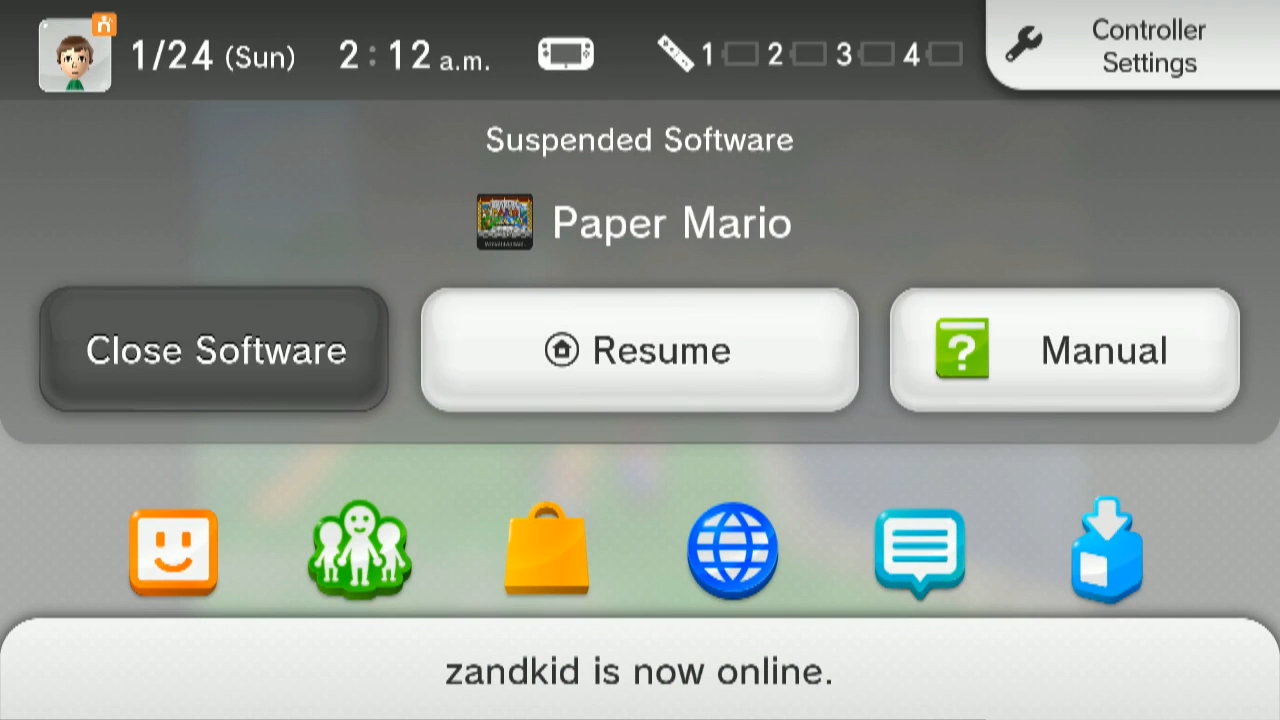 1/24 (Sun) 2:12 a.m. 1 2 3 4
Controller
Settings
Suspended Software
Paper Mario
Close Software
Resume
? Manual
zandkid is now online.